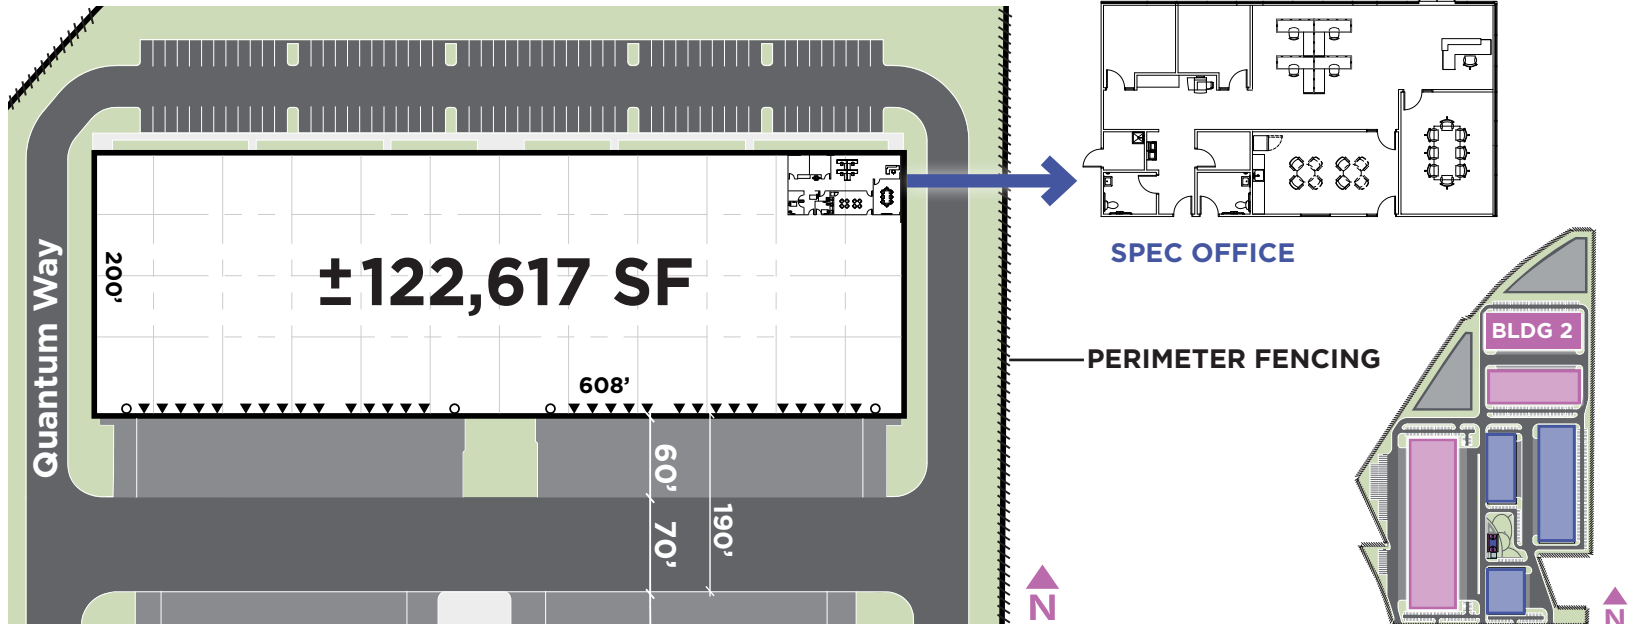 Quantum Way
200’
±122,617 SF
608’
60’
70’
190’
SPEC OFFICE
PERIMETER FENCING
BLDG 2
N
N